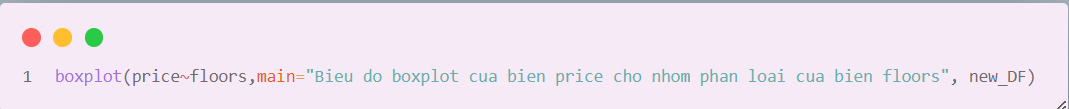 1 boxplot(price~floors,main="Bieu do boxplot cua bien price cho nhom phan loai cua bien floors", new_DF)